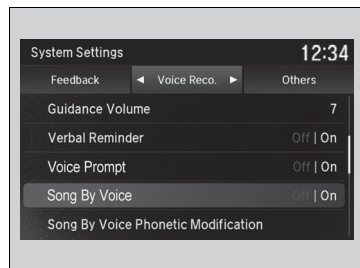 System Settings 12:34
Feedback ◄ Voice Reco. ► Others
Guidance Volume 7
Verbal Reminder Off | On
Voice Prompt Off | On
Song By Voice Off | On
Song By Voice Phonetic Modification